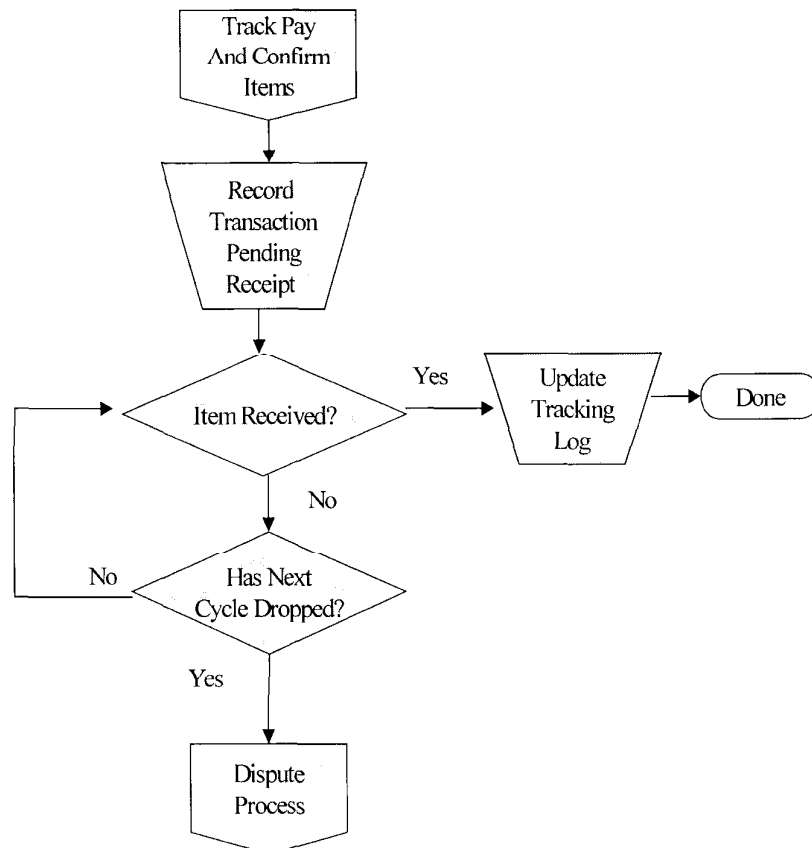 Track Pay
And Confirm
Items
Record
Transaction
Pending
Receipt
Item Received?
Yes
Update
Tracking
Log
Done
No
Has Next
Cycle Dropped?
No
Yes
Dispute
Process